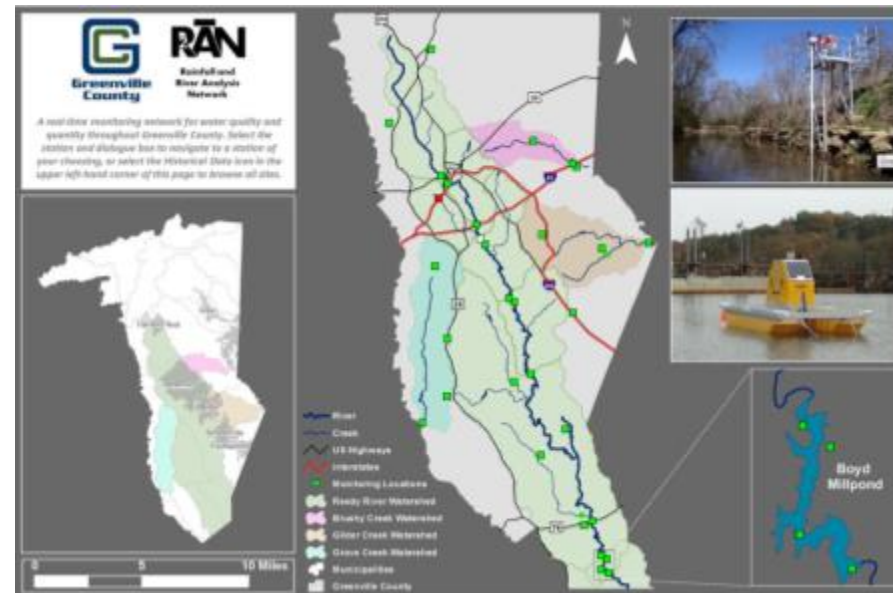 Greenville
County
RAN
Rainfall and
River Analysis
Network
A real-time monitoring network for water quality and
quantity throughout Greenville County. Select the
station and dialogue box to navigate to a station of
your choosing, or select the Historical Data icon in the
upper left-hand corner of this page to browse all sites.
N
River
Creek
US Highways
Interstates
Monitoring Locations
Reedy River Watershed
Brushy Creek Watershed
Gilder Creek Watershed
Grove Creek Watershed
Municipalities
Greenville County
Boyd
Millpond
0 5 10 Miles